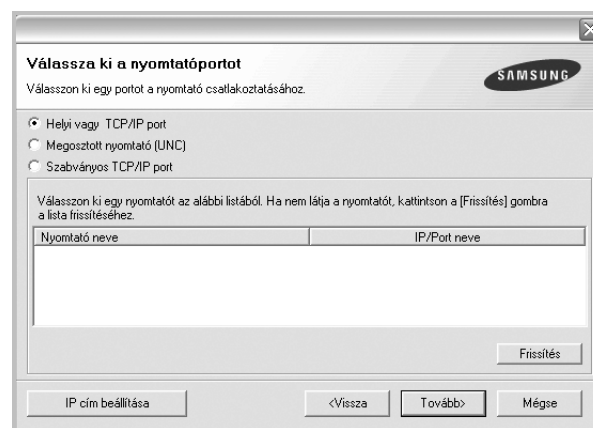 Válassza ki a nyomtatóportot
Válasszon ki egy portot a nyomtató csatlakoztatásához.
SAMSUNG
Helyi vagy TCP/IP port
Megosztott nyomtató (UNC)
Szabványos TCP/IP port
Válasszon ki egy nyomtatót az alábbi listából. Ha nem látja a nyomtatót, kattintson a [Frissítés] gombra
a lista frissítéséhez.
Nyomtató neve IP/Port neve
Frissítés
IP cím beállítása <Vissza Tovább> Mégse